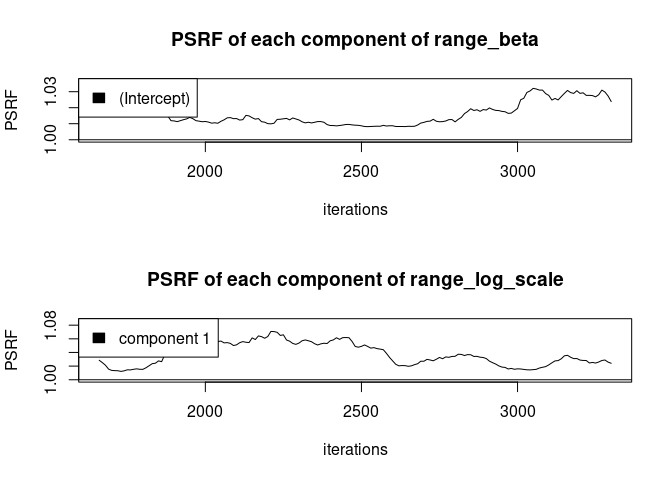 PSRF of each component of range_beta
PSRF
1.00
1.03
(Intercept)
2000
2500
3000
iterations
PSRF of each component of range_log_scale
PSRF
1.00
1.08
component 1
2000
2500
3000
iterations